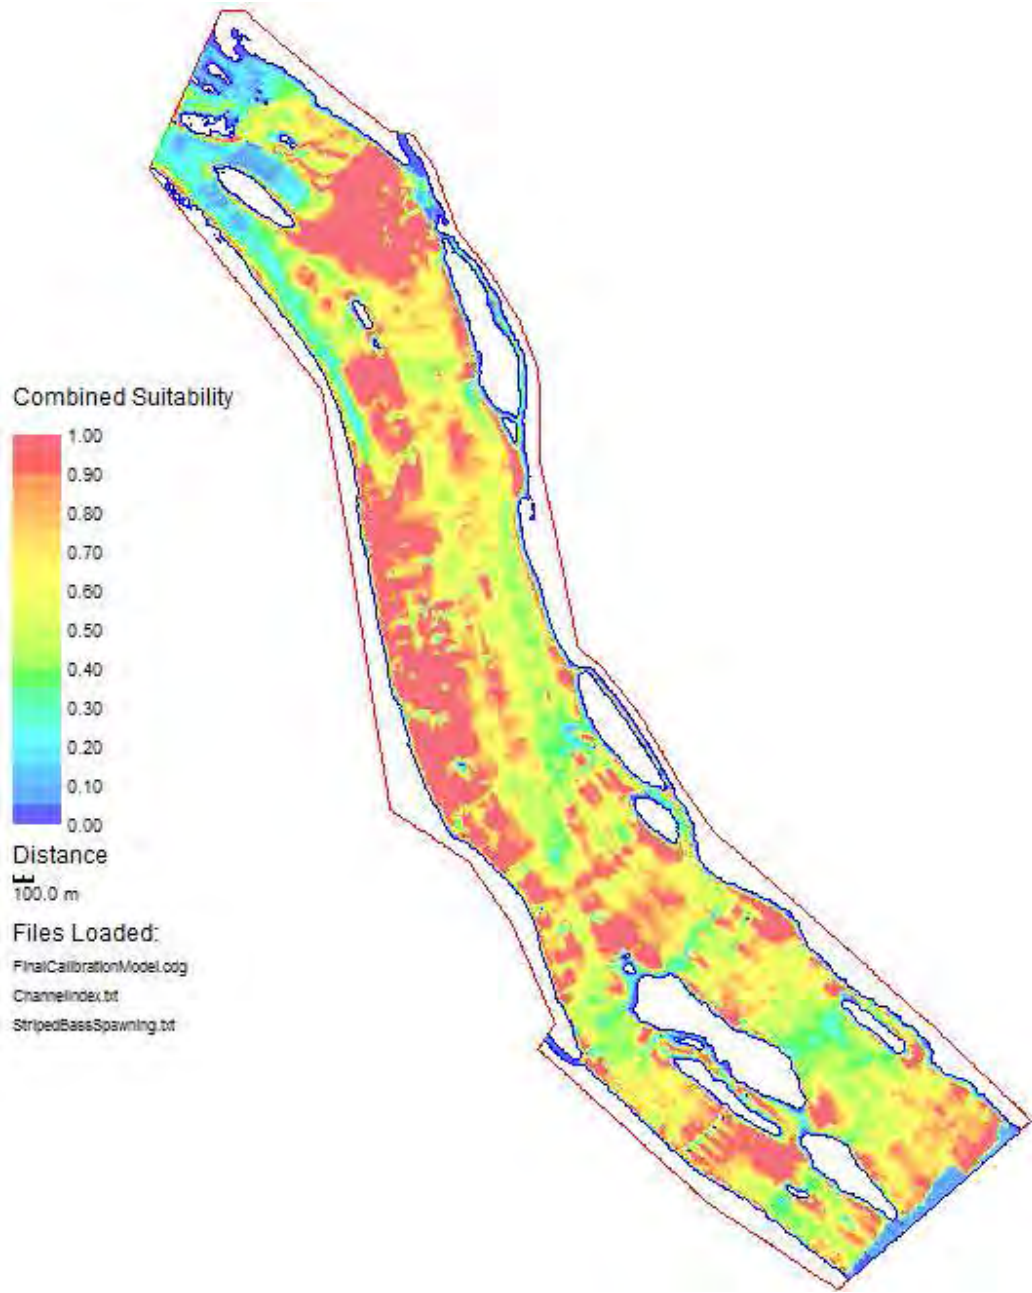 Combined Suitability
1.00
0.90
0.80
0.70
0.60
0.50
0.40
0.30
0.20
0.10
0.00
Distance
100.0 m
Files Loaded:
FinalCalibrationModel.cdg
ChannelIndex.txt
StripedBassSpawning.txt